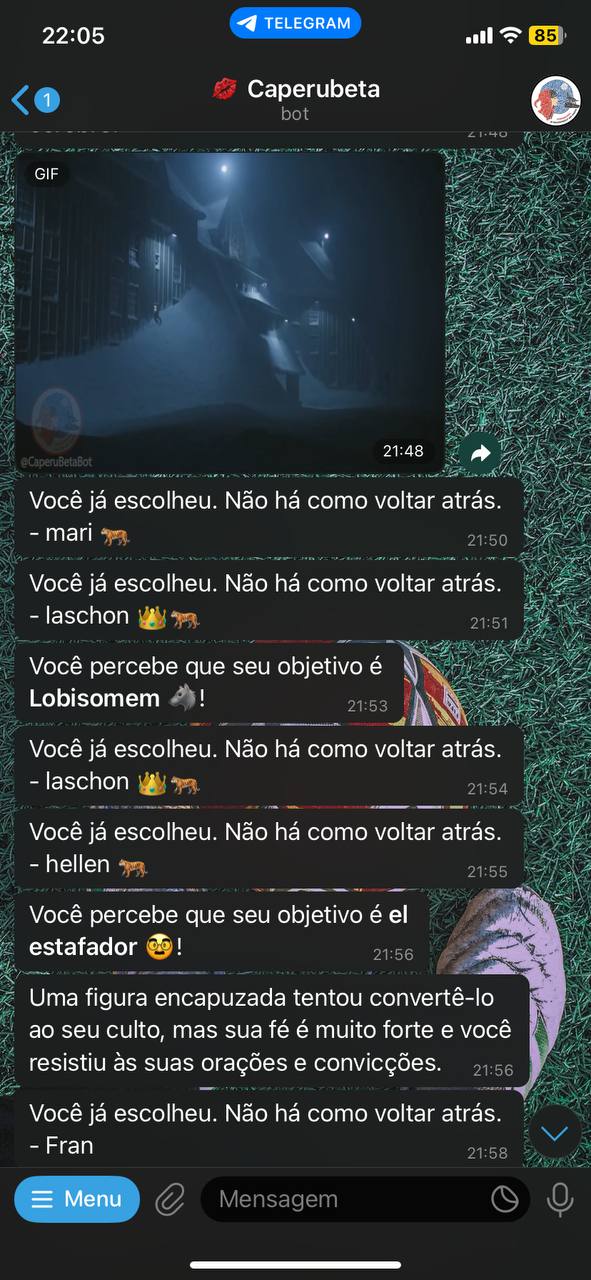 22:05
TELEGRAM
85
1
💋 Caperubeta
bot
21:48
GIF
@CaperuBetaBot
21:48
Você já escolheu. Não há como voltar atrás.
- mari 🐅
21:50
Você já escolheu. Não há como voltar atrás.
- laschon 👑🐅
21:51
Você percebe que seu objetivo é
Lobisomem 🐺!
21:53
Você já escolheu. Não há como voltar atrás.
- laschon 👑🐅
21:54
Você já escolheu. Não há como voltar atrás.
- hellen 🐅
21:55
Você percebe que seu objetivo é el
estafador 🥸!
21:56
Uma figura encapuzada tentou convertê-lo
ao seu culto, mas sua fé é muito forte e você
resistiu às suas orações e convicções.
21:56
Você já escolheu. Não há como voltar atrás.
- Fran
21:58
Menu
Mensagem